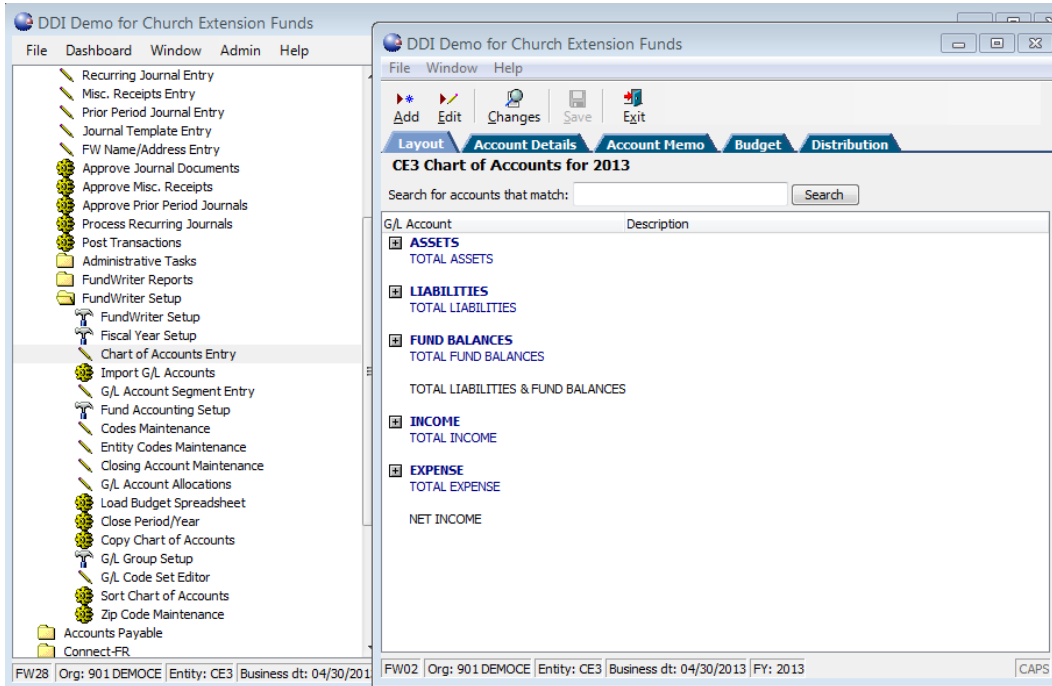 DDI Demo for Church Extension Funds
File Dashboard Window Admin Help
Recurring Journal Entry
Misc. Receipts Entry
Prior Period Journal Entry
Journal Template Entry
FW Name/Address Entry
Approve Journal Documents
Approve Misc. Receipts
Approve Prior Period Journals
Process Recurring Journals
Post Transactions
Administrative Tasks
FundWriter Reports
FundWriter Setup
FundWriter Setup
Fiscal Year Setup
Chart of Accounts Entry
Import G/L Accounts
G/L Account Segment Entry
Fund Accounting Setup
Codes Maintenance
Entity Codes Maintenance
Closing Account Maintenance
G/L Account Allocations
Load Budget Spreadsheet
Close Period/Year
Copy Chart of Accounts
G/L Group Setup
G/L Code Set Editor
Sort Chart of Accounts
Zip Code Maintenance
Accounts Payable
Connect-FR
FW28 Org: 901 DEMOCE Entity: CE3 Business dt: 04/30/201
DDI Demo for Church Extension Funds
File Window Help
Add Edit Changes Save Exit
Layout Account Details Account Memo Budget Distribution
CE3 Chart of Accounts for 2013
Search for accounts that match: Search
G/L Account Description
ASSETS
TOTAL ASSETS
LIABILITIES
TOTAL LIABILITIES
FUND BALANCES
TOTAL FUND BALANCES
TOTAL LIABILITIES & FUND BALANCES
INCOME
TOTAL INCOME
EXPENSE
TOTAL EXPENSE
NET INCOME
FW02 Org: 901 DEMOCE Entity: CE3 Business dt: 04/30/2013 FY: 2013 CAPS